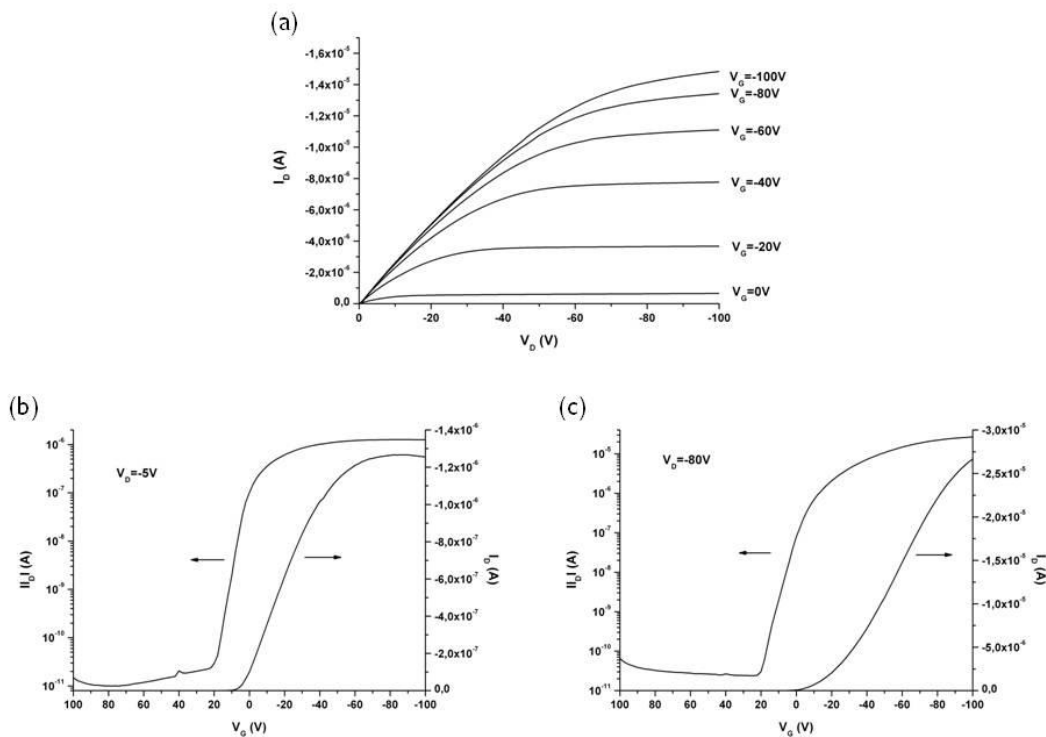 (a)
-1,6x10⁻⁵
-1,4x10⁻⁵
-1,2x10⁻⁵
-1,0x10⁻⁵
-8,0x10⁻⁶
-6,0x10⁻⁶
-4,0x10⁻⁶
-2,0x10⁻⁶
0,0
I_D (A)
V_G=-100V
V_G=-80V
V_G=-60V
V_G=-40V
V_G=-20V
V_G=0V
0 -20 -40 -60 -80 -100
V_D (V)
(b)
10⁻⁶
10⁻⁷
10⁻⁸
10⁻⁹
10⁻¹⁰
10⁻¹¹
|I_D| (A)
V_D=-5V
-1,4x10⁻⁶
-1,2x10⁻⁶
-1,0x10⁻⁶
-8,0x10⁻⁷
-6,0x10⁻⁷
-4,0x10⁻⁷
-2,0x10⁻⁷
0,0
I_D (A)
100 80 60 40 20 0 -20 -40 -60 -80 -100
V_G (V)
(c)
10⁻⁵
10⁻⁶
10⁻⁷
10⁻⁸
10⁻⁹
10⁻¹⁰
10⁻¹¹
|I_D| (A)
V_D=-80V
-3,0x10⁻⁵
-2,5x10⁻⁵
-2,0x10⁻⁵
-1,5x10⁻⁵
-1,0x10⁻⁵
-5,0x10⁻⁶
0,0
I_D (A)
100 80 60 40 20 0 -20 -40 -60 -80 -100
V_G (V)